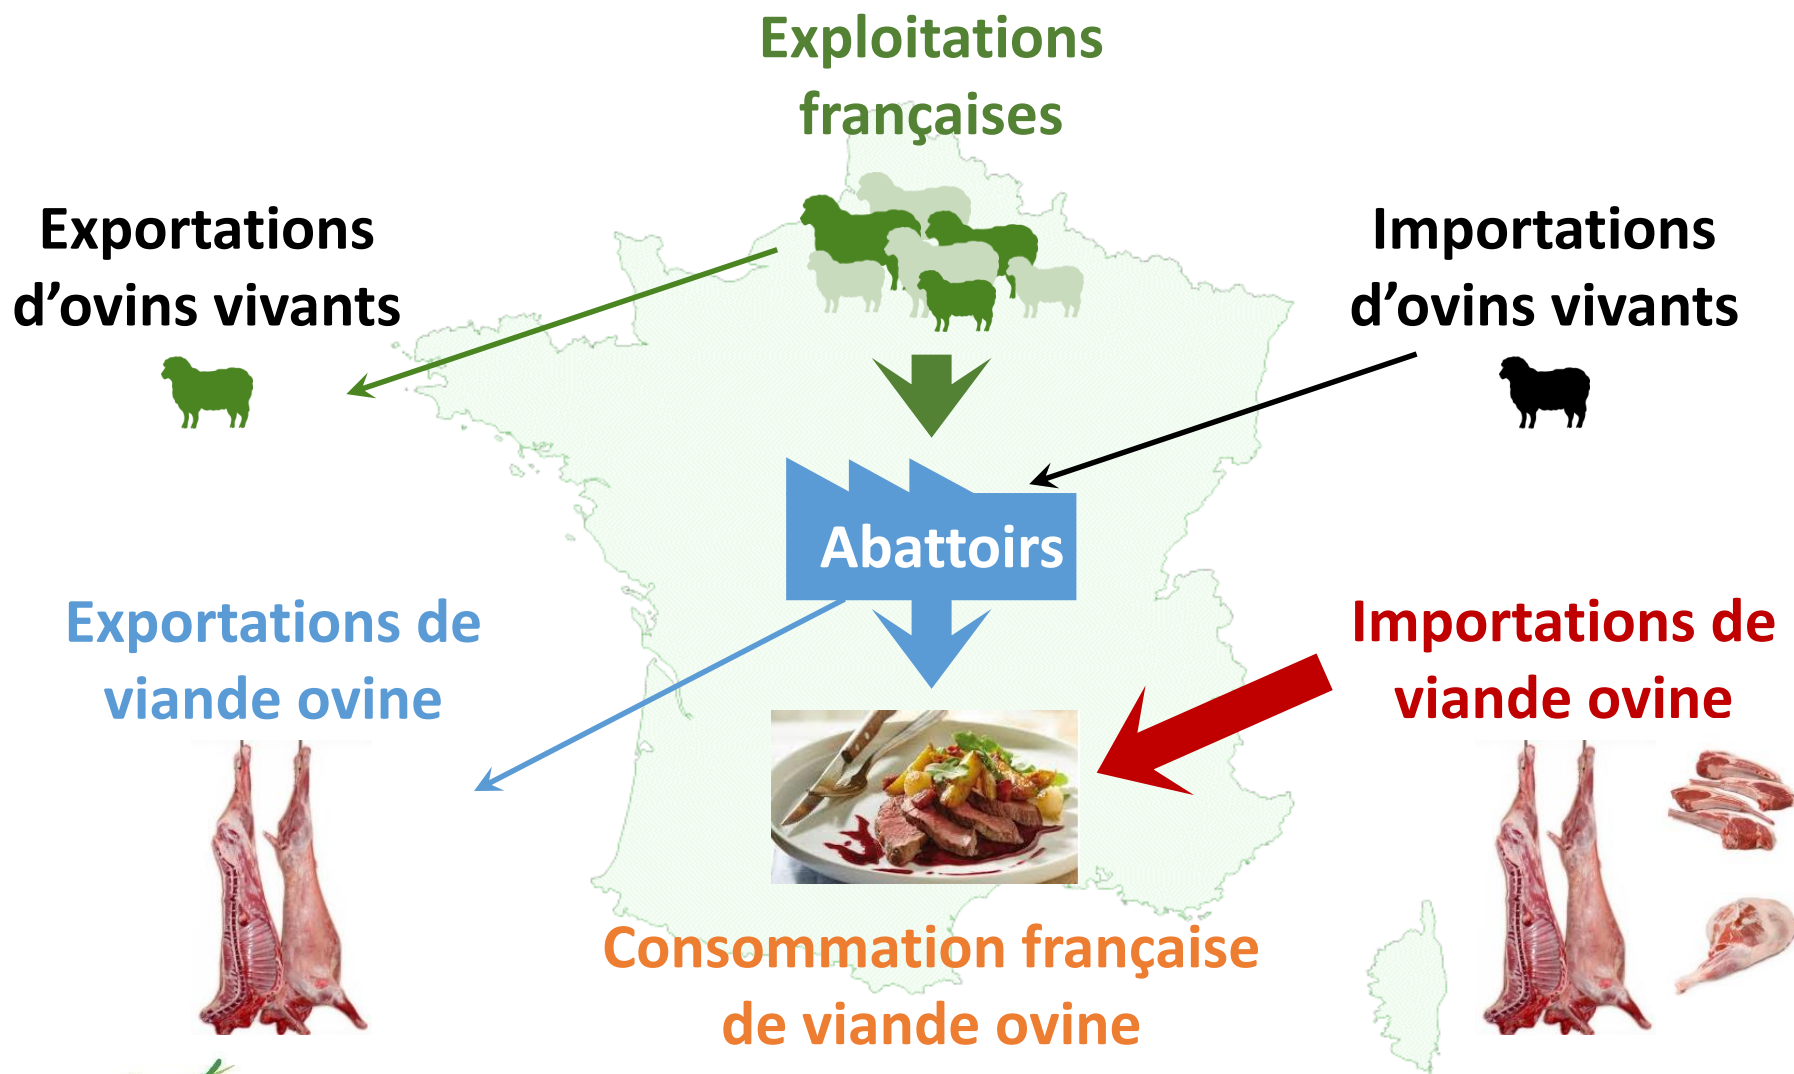 Exploitations
françaises
Exportations
d’ovins vivants
Importations
d’ovins vivants
Abattoirs
Exportations de
viande ovine
Importations de
viande ovine
Consommation française
de viande ovine